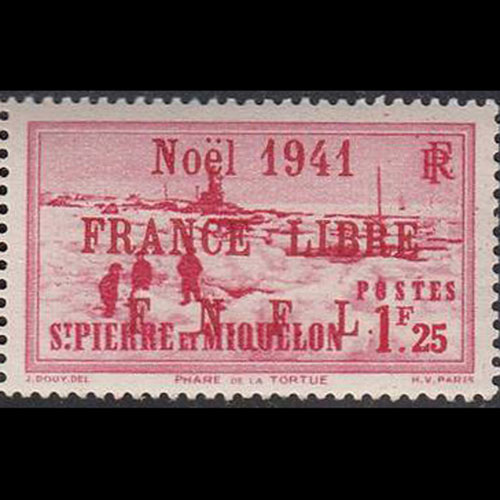 Noël 1941
RF
FRANCE LIBRE
POSTES
F. N. F. L.
ST PIERRE ET MIQUELON 1F.25
J.DOUY.DEL PHARE DE LA TORTUE H.V.PARIS